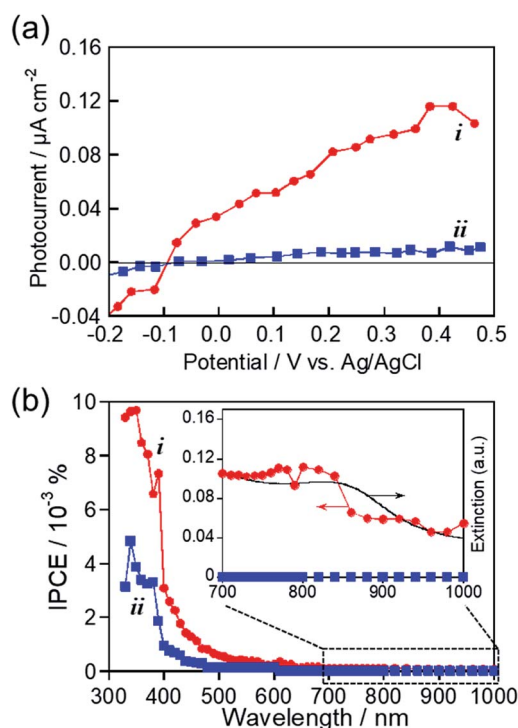 (a)
0.16
0.12
0.08
0.04
0.00
-0.04
Photocurrent / µA cm-2
i
ii
-0.2 -0.1 0.0 0.1 0.2 0.3 0.4 0.5
Potential / V vs. Ag/AgCl
(b)
10
8
6
4
2
0
IPCE / 10-3 %
i
ii
0.16
0.12
0.08
0.04
0
700 800 900 1000
Extinction (a.u.)
300 400 500 600 700 800 900 1000
Wavelength / nm